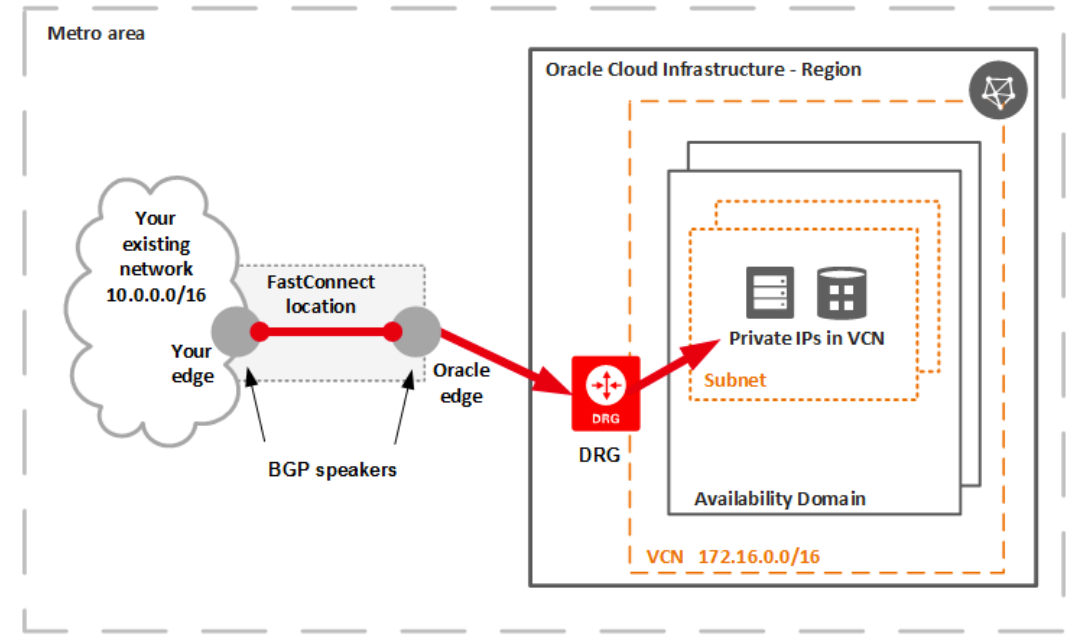 Metro area
Oracle Cloud Infrastructure - Region
Your
existing
network
10.0.0.0/16
FastConnect
location
Your
edge
Oracle
edge
BGP speakers
DRG
DRG
Private IPs in VCN
Subnet
Availability Domain
VCN 172.16.0.0/16